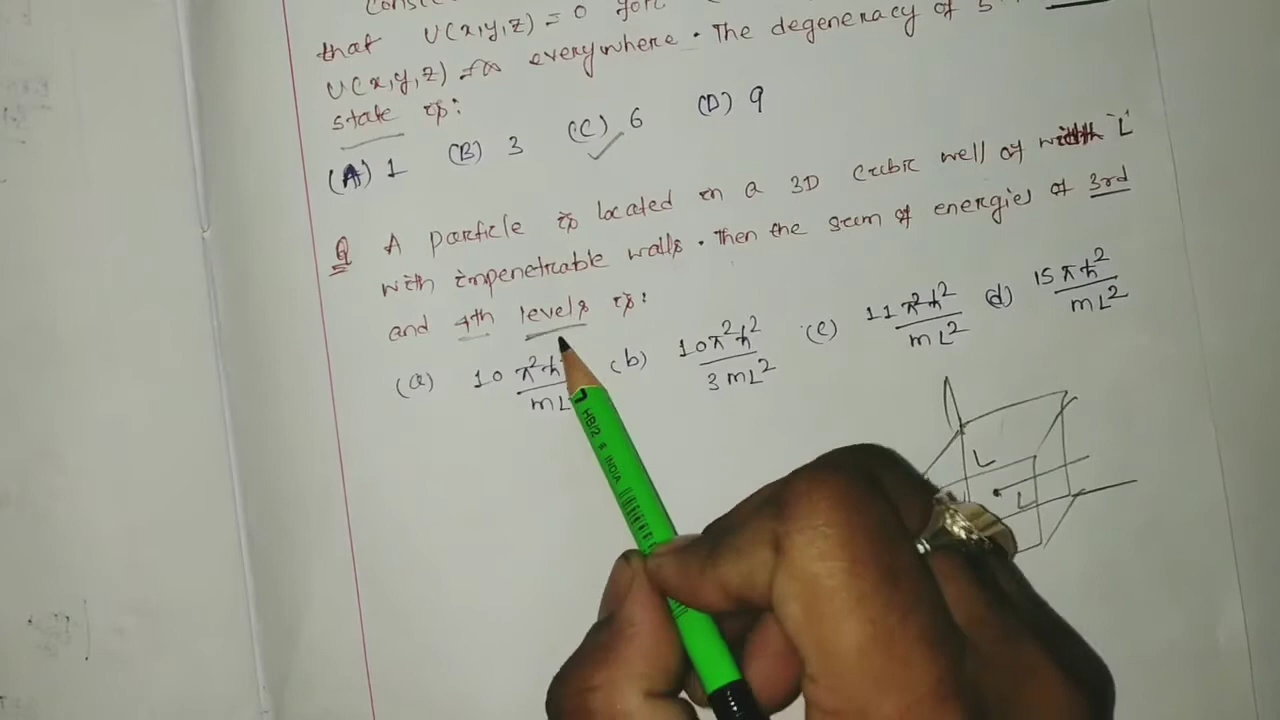 that U(x,y,z) = 0 for
U(x,y,z) = ∞ everywhere. The degeneracy of 5
state is:
(A) 1 (B) 3 (C) 6 (D) 9
Q A particle is located in a 3D cubic well of width 'L'
with impenetrable walls. Then the sum of energies of 3rd
and 4th levels is:
(a) 10 π²ħ²/mL (b) 10π²ħ²/3mL² (c) 11π²ħ²/mL² (d) 15πħ²/mL²
L
L
HB/2 & INDIA